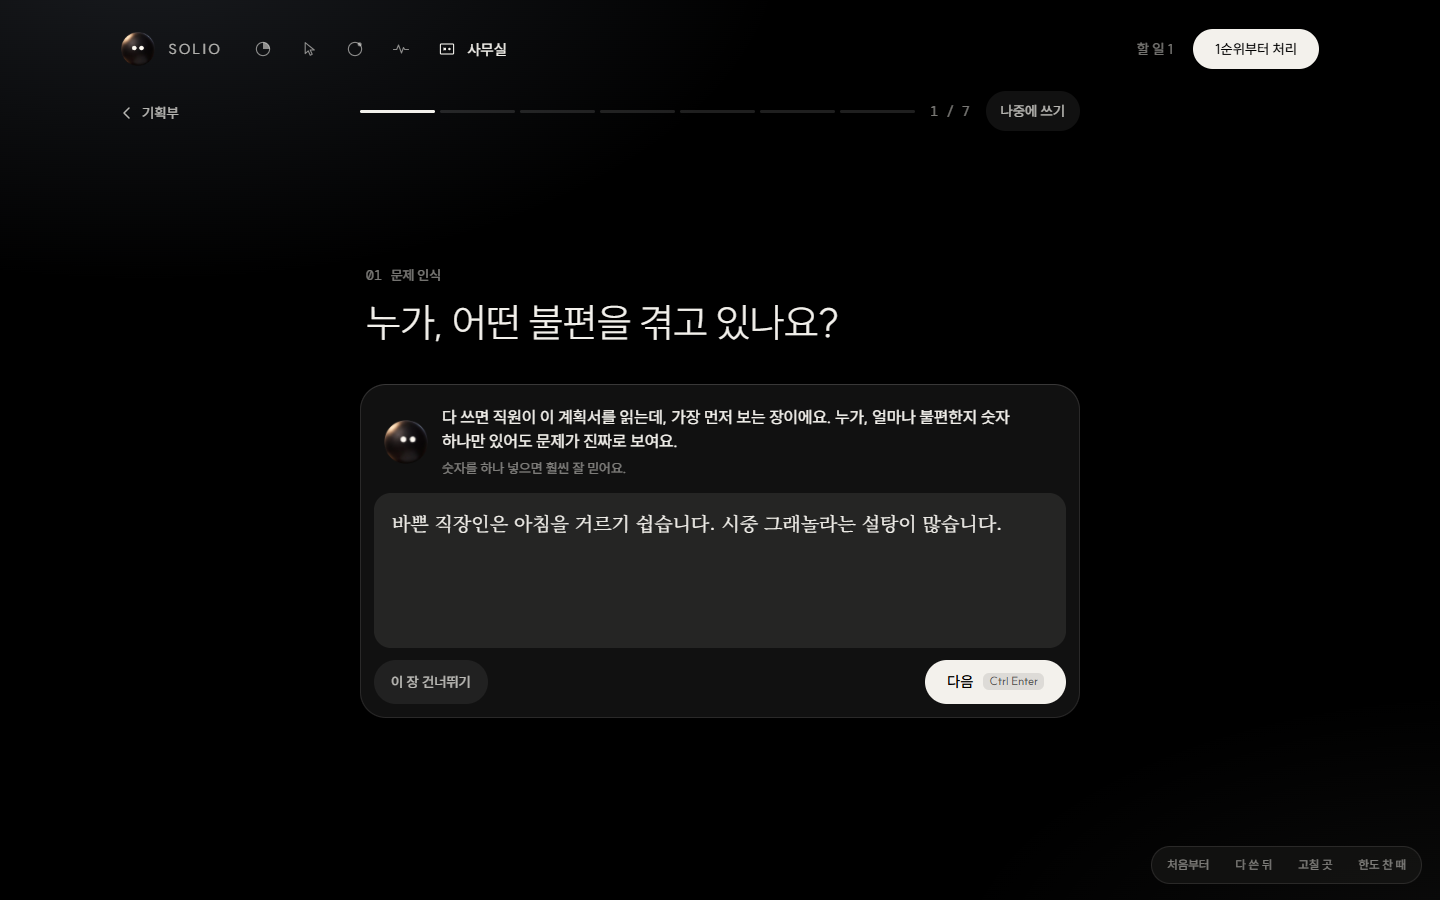 SOLIO
사무실
할 일 1
1순위부터 처리
기획부
1 / 7
나중에 쓰기
01 문제 인식
누가, 어떤 불편을 겪고 있나요?
다 쓰면 직원이 이 계획서를 읽는데, 가장 먼저 보는 장이에요. 누가, 얼마나 불편한지 숫자
하나만 있어도 문제가 진짜로 보여요.
숫자를 하나 넣으면 훨씬 잘 믿어요.
바쁜 직장인은 아침을 거르기 쉽습니다. 시중 그래놀라는 설탕이 많습니다.
이 장 건너뛰기
다음 Ctrl Enter
처음부터 다 쓴 뒤 고칠 곳 한도 찬 때